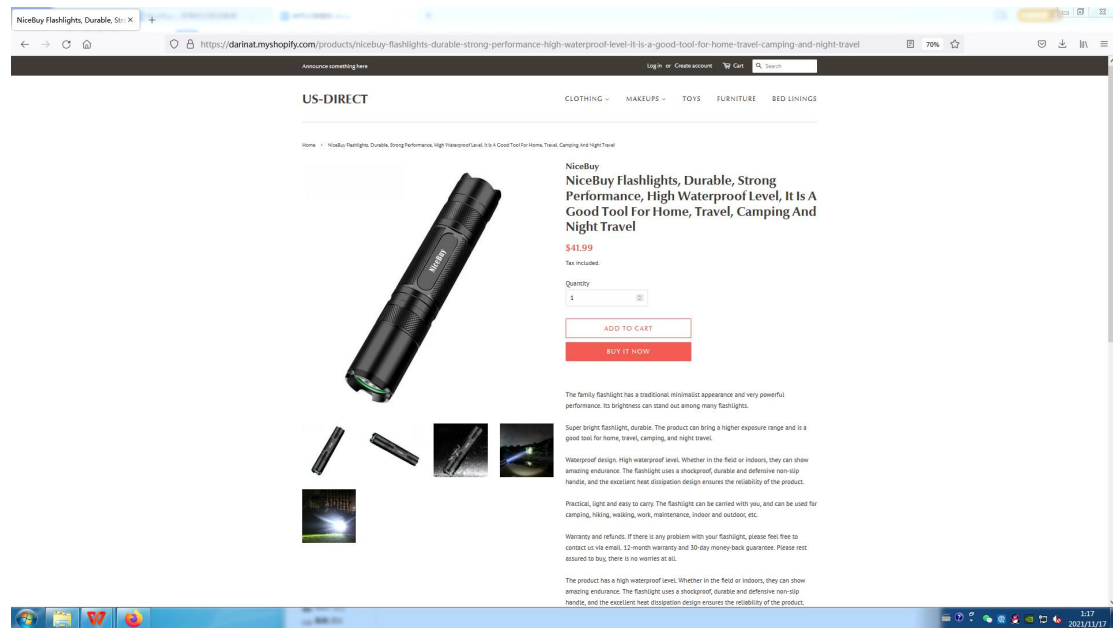 NiceBuy Flashlights, Durable, Str
https://darinat.myshopify.com/products/nicebuy-flashlights-durable-strong-performance-high-waterproof-level-it-is-a-good-tool-for-home-travel-camping-and-night-travel
70%
Announce something here
Log in or Create account
Cart
Search
US-DIRECT
CLOTHING
MAKEUPS
TOYS
FURNITURE
BED LININGS
Home › NiceBuy Flashlights, Durable, Strong Performance, High Waterproof Level, It Is A Good Tool For Home, Travel, Camping And Night Travel
NiceBuy
NiceBuy
NiceBuy Flashlights, Durable, Strong
Performance, High Waterproof Level, It Is A
Good Tool For Home, Travel, Camping And
Night Travel
$41.99
Tax included.
Quantity
1
ADD TO CART
BUY IT NOW
The family flashlight has a traditional minimalist appearance and very powerful
performance. Its brightness can stand out among many flashlights.
Super bright flashlight, durable. The product can bring a higher exposure range and is a
good tool for home, travel, camping, and night travel.
Waterproof design. High waterproof level. Whether in the field or indoors, they can show
amazing endurance. The flashlight uses a shockproof, durable and defensive non-slip
handle, and the excellent heat dissipation design ensures the reliability of the product.
Practical, light and easy to carry. The flashlight can be carried with you, and can be used for
camping, hiking, walking, work, maintenance, indoor and outdoor, etc.
Warranty and refunds. If there is any problem with your flashlight, please feel free to
contact us via email. 12-month warranty and 30-day money-back guarantee. Please rest
assured to buy, there is no worries at all.
The product has a high waterproof level. Whether in the field or indoors, they can show
amazing endurance. The flashlight uses a shockproof, durable and defensive non-slip
handle, and the excellent heat dissipation design ensures the reliability of the product.
1:17
2021/11/17